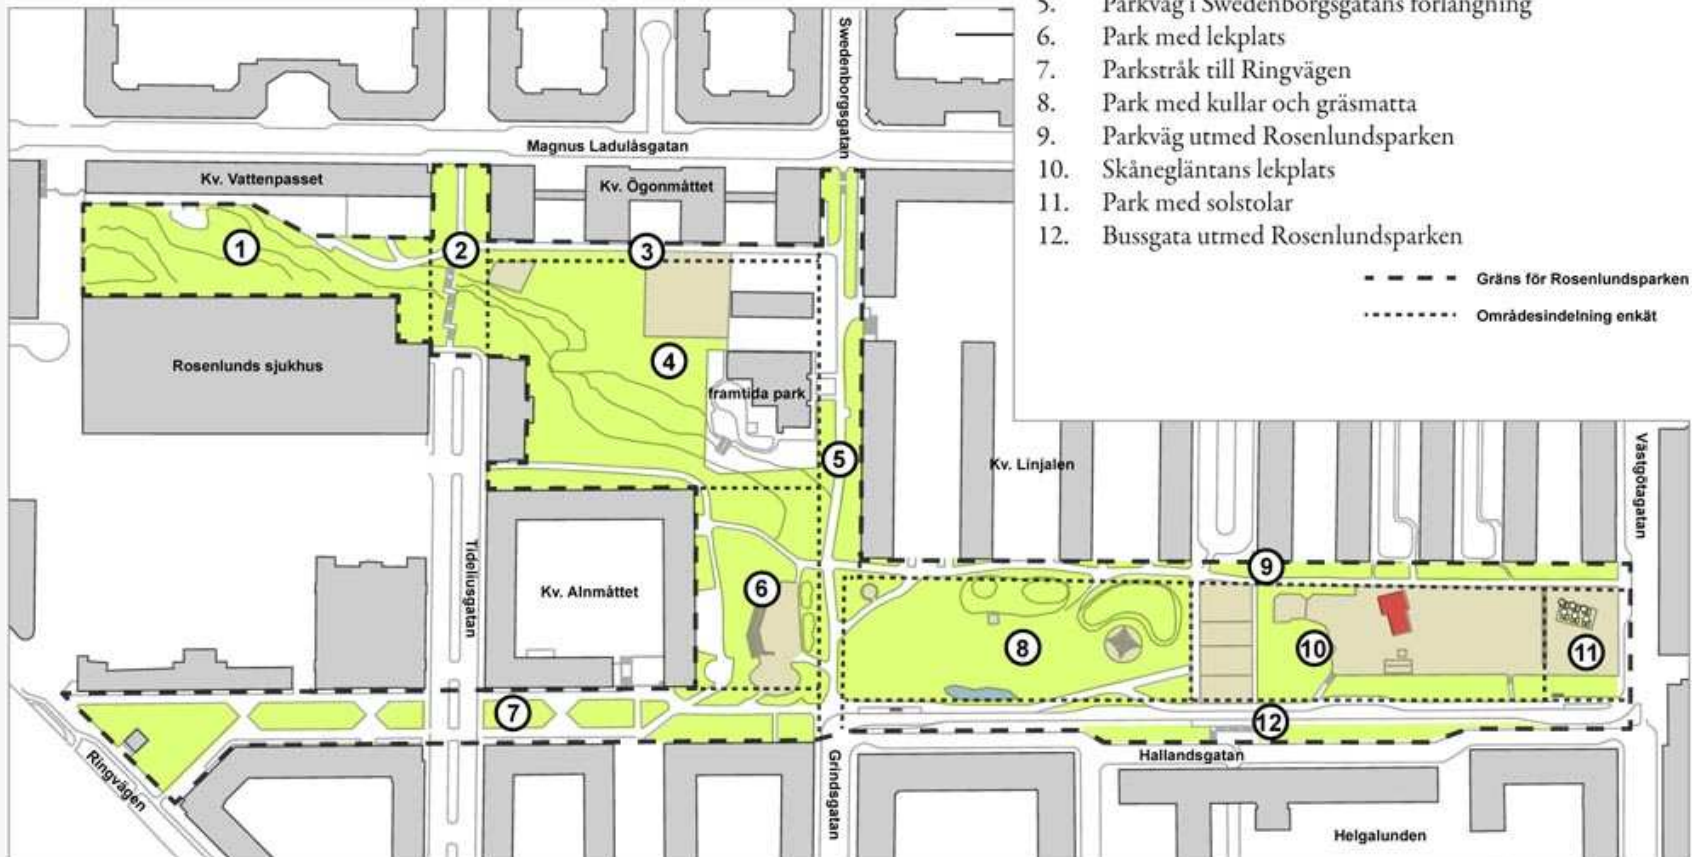 5. Parkväg i Swedenborgsgatans förlängning
6. Park med lekplats
7. Parkstråk till Ringvägen
8. Park med kullar och gräsmatta
9. Parkväg utmed Rosenlundsparken
10. Skånegläntans lekplats
11. Park med solstolar
12. Bussgata utmed Rosenlundsparken
Gräns för Rosenlundsparken
Områdesindelning enkät
Swedenborgsgatan
Magnus Ladulåsgatan
Kv. Vattenpasset
Kv. Ögonmåttet
1
2
3
4
Rosenlunds sjukhus
framtida park
5
Kv. Linjalen
Västgötagatan
Tideliusgatan
Kv. Alnmåttet
6
9
8
10
11
7
12
Ringvägen
Grindsgatan
Hallandsgatan
Helgalunden